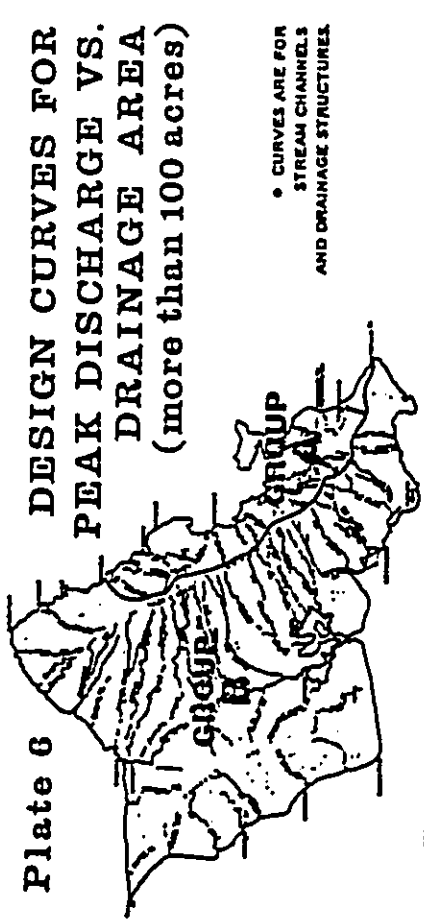 Plate 6
DESIGN CURVES FOR
PEAK DISCHARGE VS.
DRAINAGE AREA
(more than 100 acres)
• CURVES ARE FOR
STREAM CHANNELS
AND DRAINAGE STRUCTURES.
GROUP
A
GROUP
B